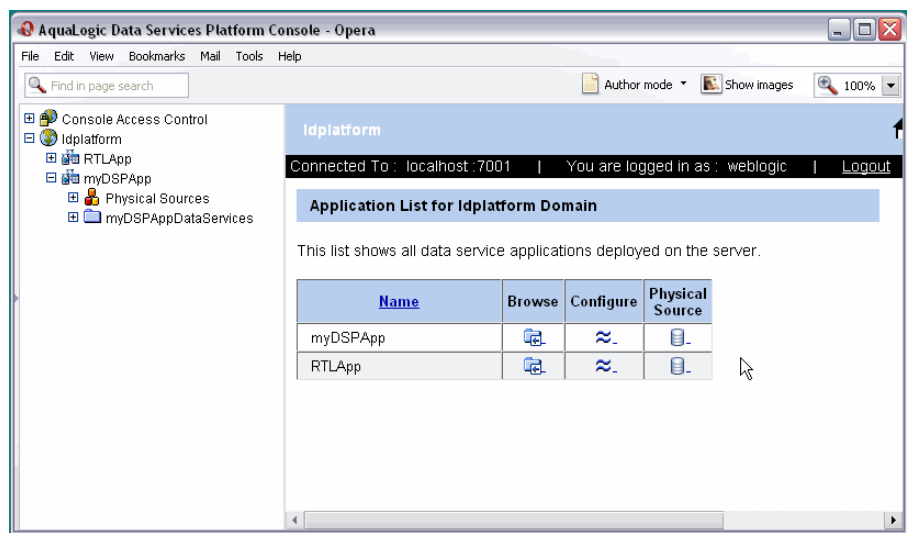 AquaLogic Data Services Platform Console - Opera
File Edit View Bookmarks Mail Tools Help
Find in page search
Author mode
Show images
100%
Console Access Control
ldplatform
RTLApp
myDSPApp
Physical Sources
myDSPAppDataServices
ldplatform
Connected To : localhost :7001 | You are logged in as : weblogic | Logout
Application List for ldplatform Domain
This list shows all data service applications deployed on the server.
Name Browse Configure Physical Source
myDSPApp
RTLApp